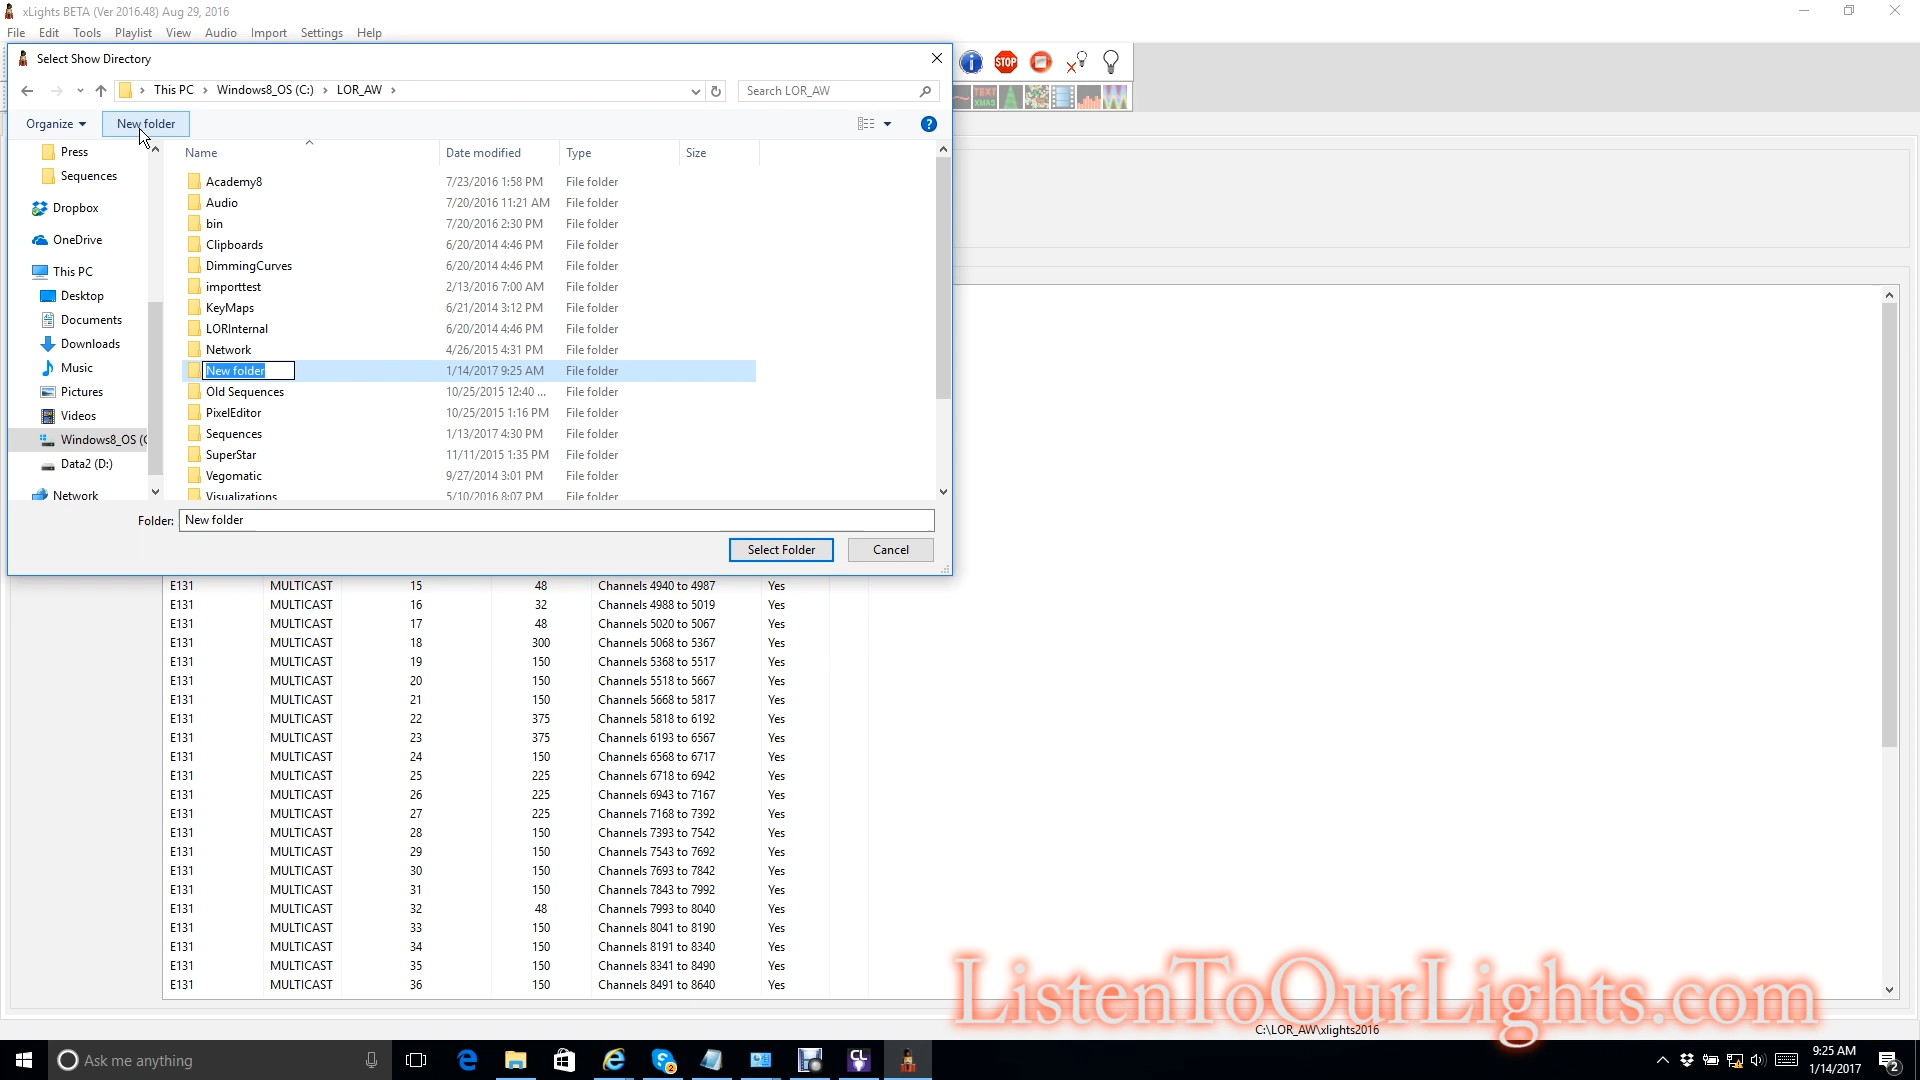 xLights BETA (Ver 2016.48) Aug 29, 2016
File Edit Tools Playlist View Audio Import Settings Help
Select Show Directory
This PC Windows8_OS (C:) LOR_AW
Search LOR_AW
STOP
TEXT XMAS
Organize New folder
Name Date modified Type Size
Press
Sequences
Dropbox
OneDrive
This PC
Desktop
Documents
Downloads
Music
Pictures
Videos
Windows8_OS (C
Data2 (D:)
Network
Academy8 7/23/2016 1:58 PM File folder
Audio 7/20/2016 11:21 AM File folder
bin 7/20/2016 2:30 PM File folder
Clipboards 6/20/2014 4:46 PM File folder
DimmingCurves 6/20/2014 4:46 PM File folder
importtest 2/13/2016 7:00 AM File folder
KeyMaps 6/21/2014 3:12 PM File folder
LORInternal 6/20/2014 4:46 PM File folder
Network 4/26/2015 4:31 PM File folder
New folder 1/14/2017 9:25 AM File folder
Old Sequences 10/25/2015 12:40 ... File folder
PixelEditor 10/25/2015 1:16 PM File folder
Sequences 1/13/2017 4:30 PM File folder
SuperStar 11/11/2015 1:35 PM File folder
Vegomatic 9/27/2014 3:01 PM File folder
Visualizations 5/10/2016 8:07 PM File folder
Folder: New folder
Select Folder Cancel
E131 MULTICAST 15 48 Channels 4940 to 4987 Yes
E131 MULTICAST 16 32 Channels 4988 to 5019 Yes
E131 MULTICAST 17 48 Channels 5020 to 5067 Yes
E131 MULTICAST 18 300 Channels 5068 to 5367 Yes
E131 MULTICAST 19 150 Channels 5368 to 5517 Yes
E131 MULTICAST 20 150 Channels 5518 to 5667 Yes
E131 MULTICAST 21 150 Channels 5668 to 5817 Yes
E131 MULTICAST 22 375 Channels 5818 to 6192 Yes
E131 MULTICAST 23 375 Channels 6193 to 6567 Yes
E131 MULTICAST 24 150 Channels 6568 to 6717 Yes
E131 MULTICAST 25 225 Channels 6718 to 6942 Yes
E131 MULTICAST 26 225 Channels 6943 to 7167 Yes
E131 MULTICAST 27 225 Channels 7168 to 7392 Yes
E131 MULTICAST 28 150 Channels 7393 to 7542 Yes
E131 MULTICAST 29 150 Channels 7543 to 7692 Yes
E131 MULTICAST 30 150 Channels 7693 to 7842 Yes
E131 MULTICAST 31 150 Channels 7843 to 7992 Yes
E131 MULTICAST 32 48 Channels 7993 to 8040 Yes
E131 MULTICAST 33 150 Channels 8041 to 8190 Yes
E131 MULTICAST 34 150 Channels 8191 to 8340 Yes
E131 MULTICAST 35 150 Channels 8341 to 8490 Yes
E131 MULTICAST 36 150 Channels 8491 to 8640 Yes
ListenToOurLights.com
C:\LOR_AW\xlights2016
Ask me anything
2
CL
9:25 AM
1/14/2017
2